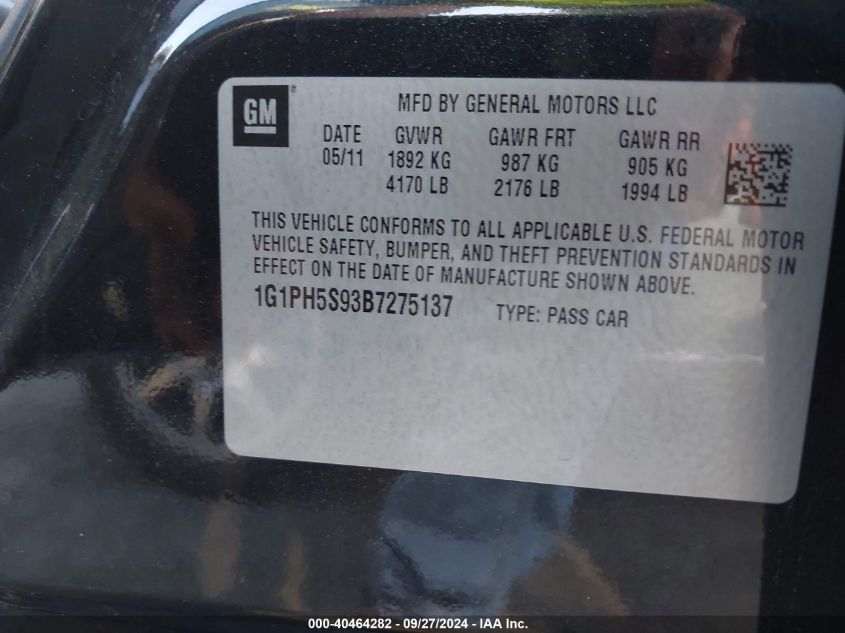 GM®
MFD BY GENERAL MOTORS LLC
DATE GVWR GAWR FRT GAWR RR
05/11 1892 KG 987 KG 905 KG
4170 LB 2176 LB 1994 LB
THIS VEHICLE CONFORMS TO ALL APPLICABLE U.S. FEDERAL MOTOR
VEHICLE SAFETY, BUMPER, AND THEFT PREVENTION STANDARDS IN
EFFECT ON THE DATE OF MANUFACTURE SHOWN ABOVE.
1G1PH5S93B7275137 TYPE: PASS CAR
000-40464282 - 09/27/2024 - IAA Inc.